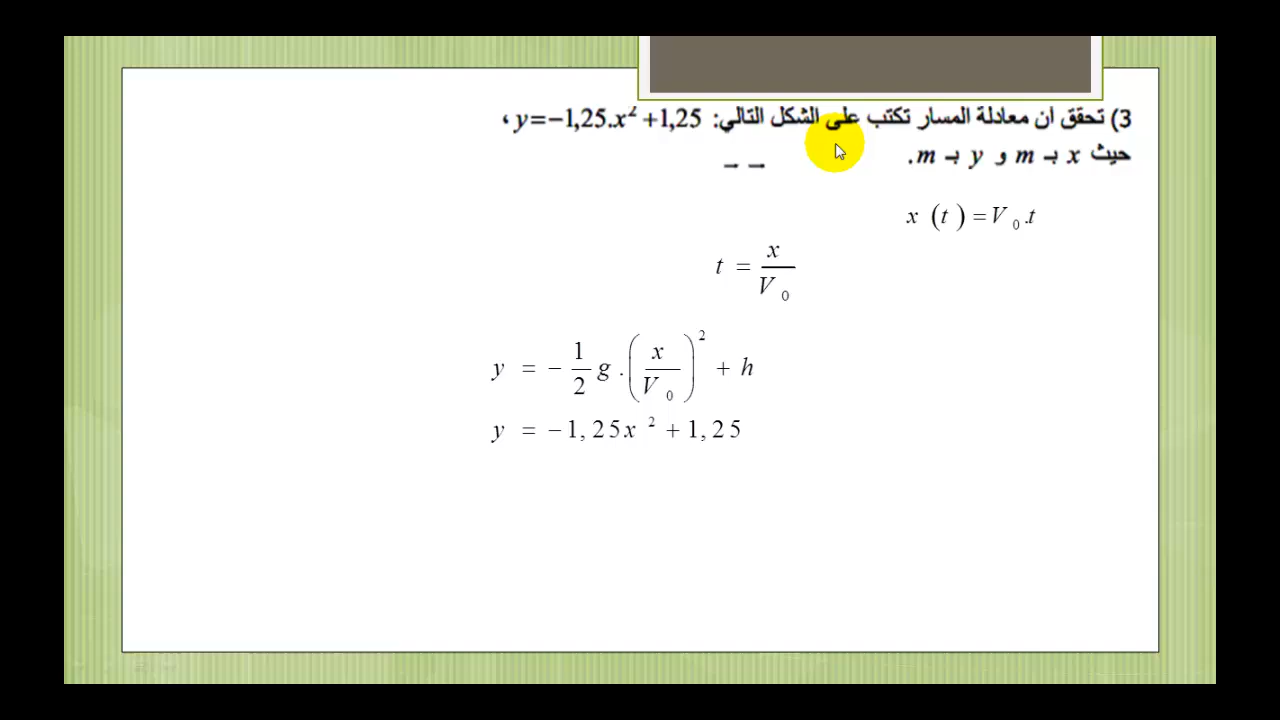 3) تحقق ان معادلة المسار تكتب على الشكل التالي: y=−1,25.x² +1,25 ،
حيث x بـ m و y بـ m.
x (t) = V₀.t
t = x/V₀
y = − 1/2 g .(x/V₀)² + h
y = −1,25x² +1,25